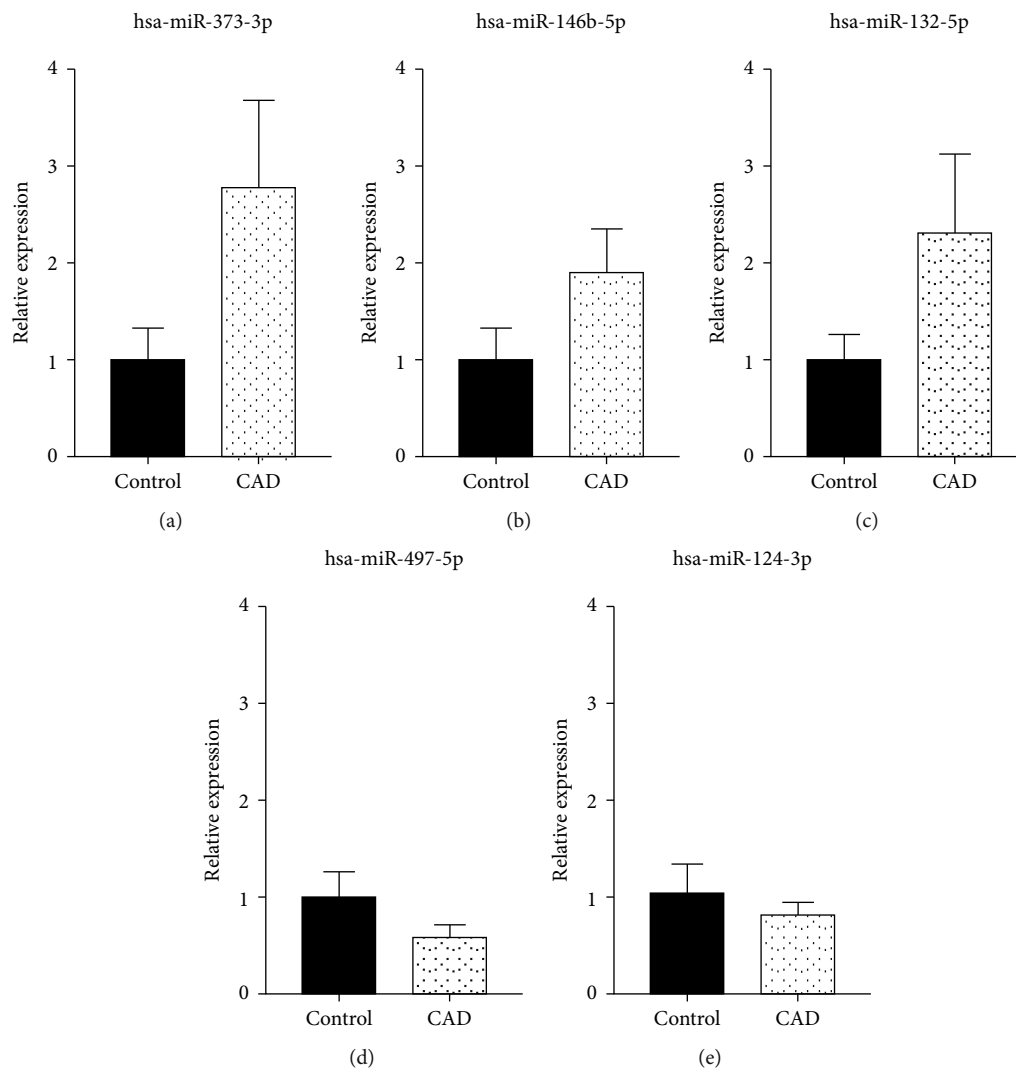 hsa-miR-373-3p
Relative expression
4
3
2
1
0
Control CAD
(a)
hsa-miR-146b-5p
Relative expression
4
3
2
1
0
Control CAD
(b)
hsa-miR-132-5p
Relative expression
4
3
2
1
0
Control CAD
(c)
hsa-miR-497-5p
Relative expression
4
3
2
1
0
Control CAD
(d)
hsa-miR-124-3p
Relative expression
4
3
2
1
0
Control CAD
(e)